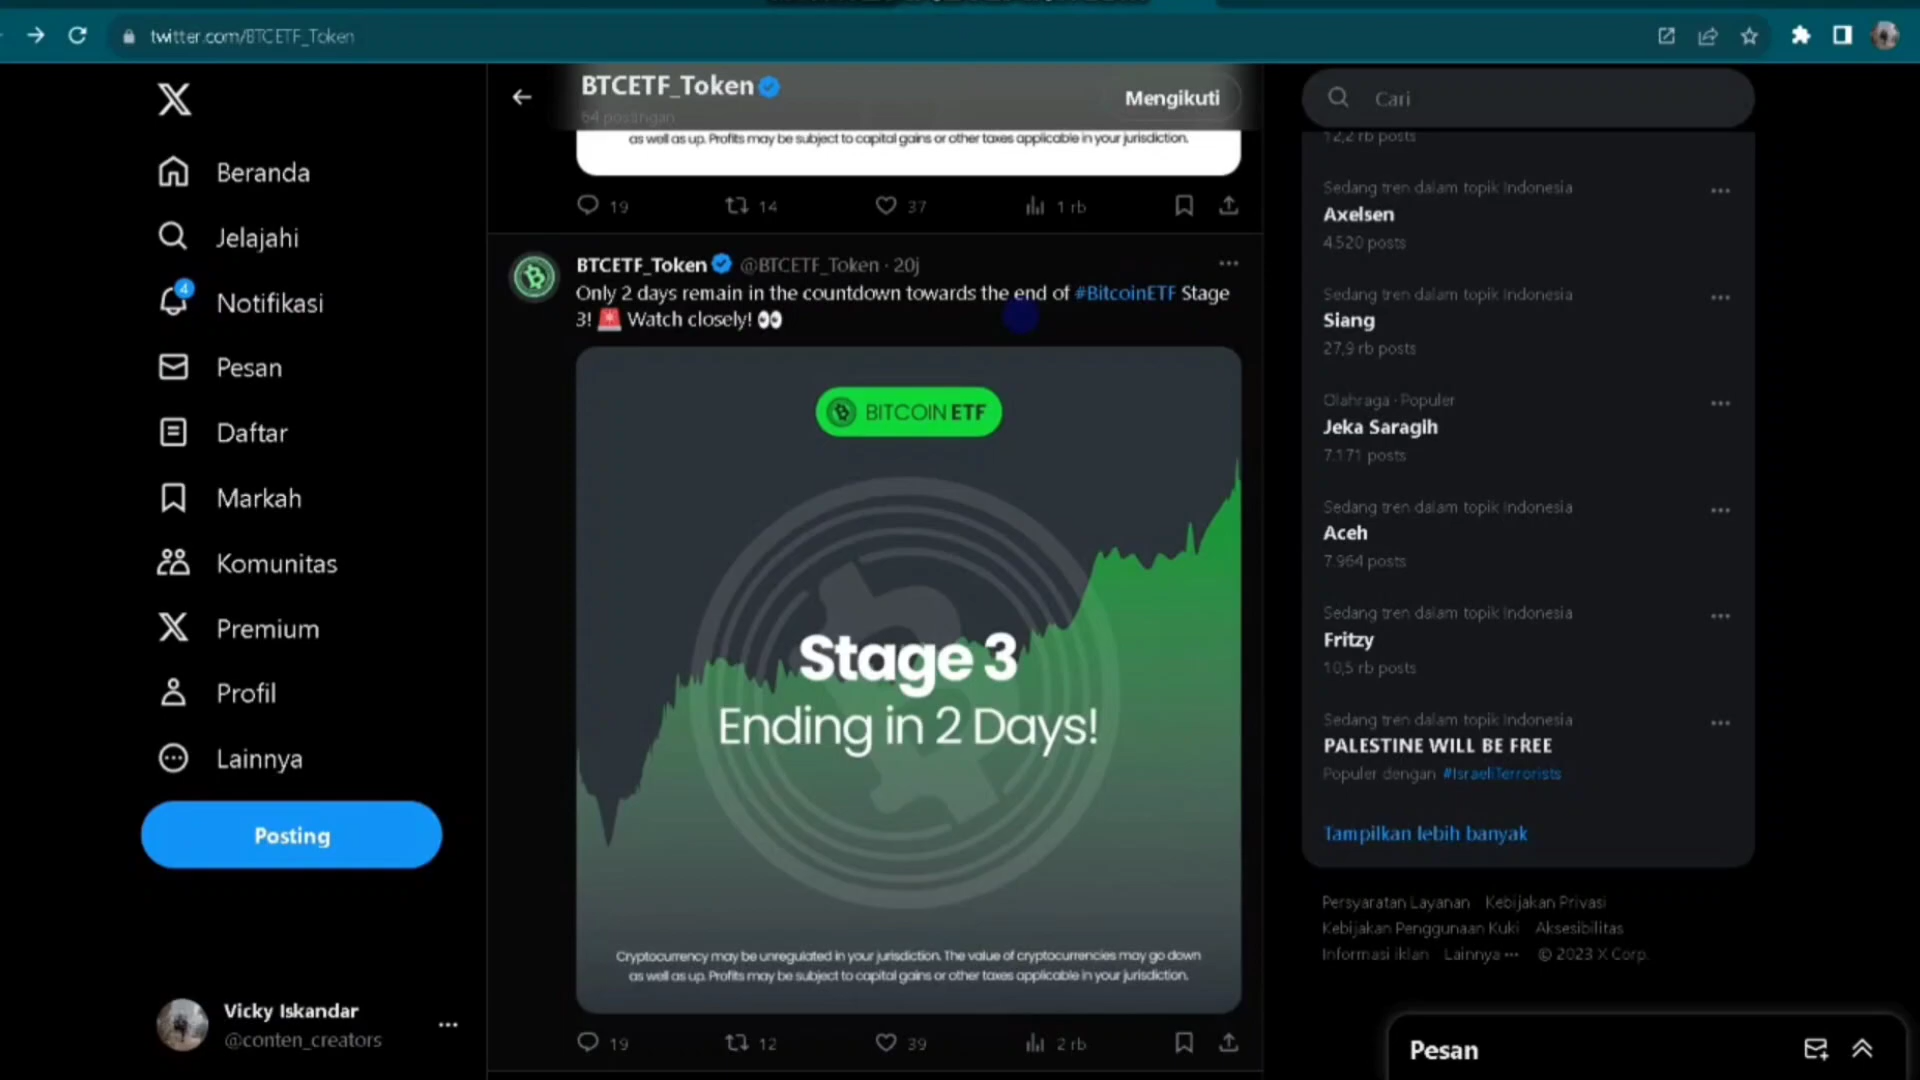 twitter.com/BTCETF_Token
BTCETF_Token
64 postingan
Mengikuti
Cari
as well as up. Profits may be subject to capital gains or other taxes applicable in your jurisdiction.
19
14
37
1 rb
Beranda
Jelajahi
4
Notifikasi
Pesan
Daftar
Markah
Komunitas
Premium
Profil
Lainnya
Posting
Vicky Iskandar
@conten_creators
BTCETF_Token @BTCETF_Token · 20j
Only 2 days remain in the countdown towards the end of #BitcoinETF Stage
3! 🚨 Watch closely! 👀
BITCOIN ETF
Stage 3
Ending in 2 Days!
Cryptocurrency may be unregulated in your jurisdiction. The value of cryptocurrencies may go down
as well as up. Profits may be subject to capital gains or other taxes applicable in your jurisdiction.
19
12
39
2 rb
12,2 rb posts
Sedang tren dalam topik Indonesia
Axelsen
4.520 posts
Sedang tren dalam topik Indonesia
Siang
27,9 rb posts
Olahraga · Populer
Jeka Saragih
7.171 posts
Sedang tren dalam topik Indonesia
Aceh
7.964 posts
Sedang tren dalam topik Indonesia
Fritzy
10,5 rb posts
Sedang tren dalam topik Indonesia
PALESTINE WILL BE FREE
Populer dengan #IsraeliTerrorists
Tampilkan lebih banyak
Persyaratan Layanan Kebijakan Privasi
Kebijakan Penggunaan Kuki Aksesibilitas
Informasi iklan Lainnya ··· © 2023 X Corp.
Pesan